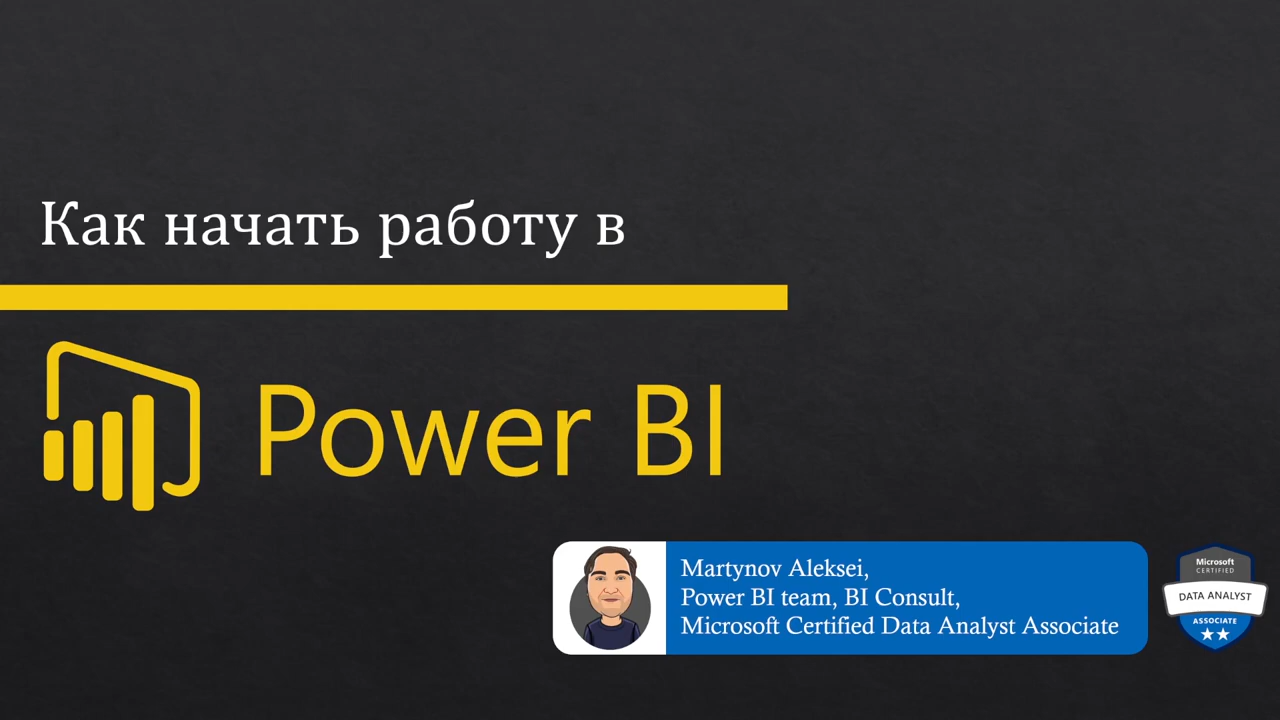 Как начать работу в
Power BI
Martynov Aleksei,
Power BI team, BI Consult,
Microsoft Certified Data Analyst Associate
Microsoft
CERTIFIED
DATA ANALYST
ASSOCIATE